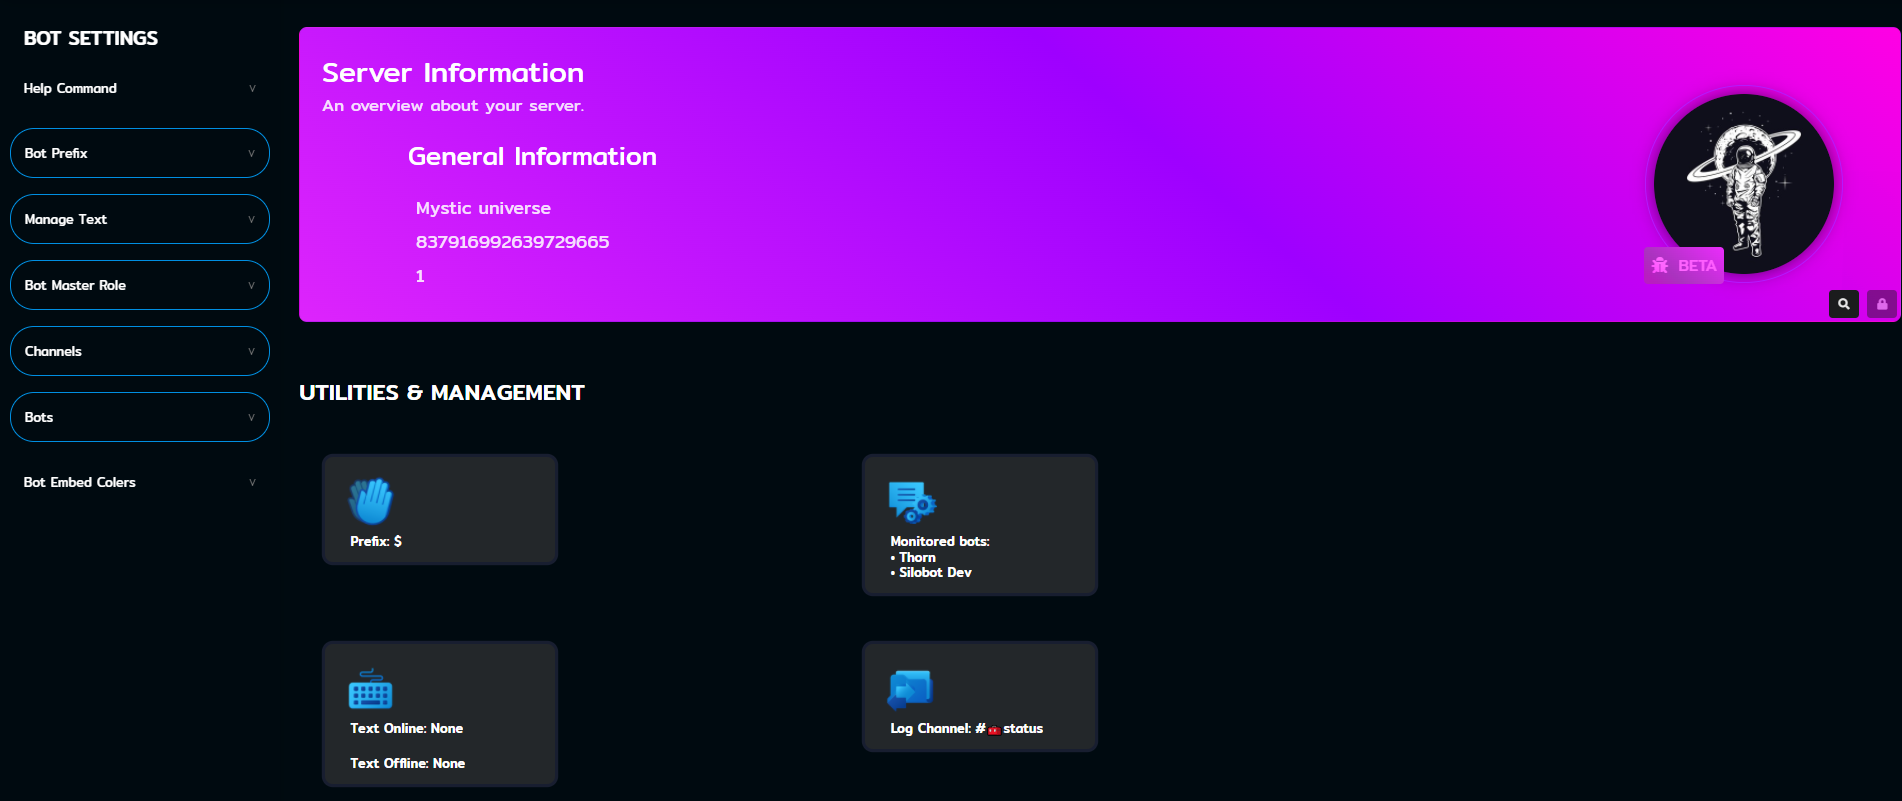 BOT SETTINGS
Help Command v
Bot Prefix v
Manage Text v
Bot Master Role v
Channels v
Bots v
Bot Embed Colers v
Server Information
An overview about your server.
General Information
Mystic universe
837916992639729665
1
BETA
UTILITIES & MANAGEMENT
Prefix: $
Monitored bots:
• Thorn
• Silobot Dev
Text Online: None
Text Offline: None
Log Channel: #🧰status